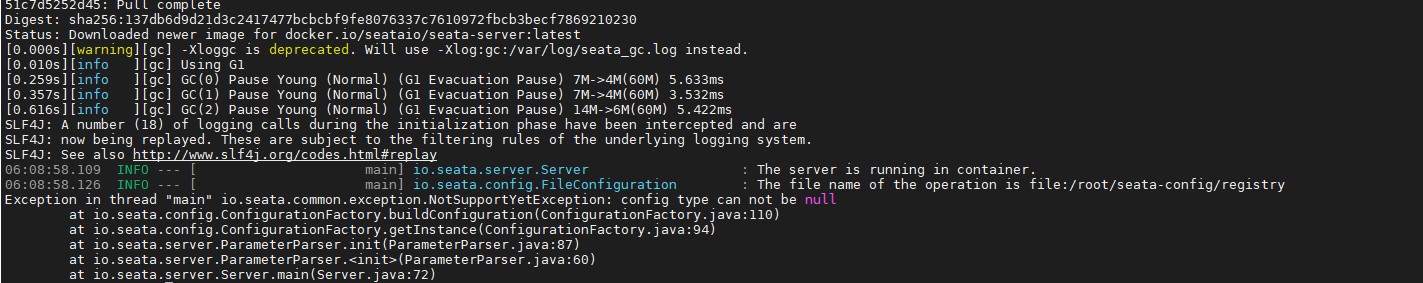 51c7d5252d45: Pull complete
Digest: sha256:137db6d9d21d3c2417477bcbcbf9fe8076337c7610972fbcb3becf7869210230
Status: Downloaded newer image for docker.io/seataio/seata-server:latest
[0.000s][warning][gc] -Xloggc is deprecated. Will use -Xlog:gc:/var/log/seata_gc.log instead.
[0.010s][info   ][gc] Using G1
[0.259s][info   ][gc] GC(0) Pause Young (Normal) (G1 Evacuation Pause) 7M->4M(60M) 5.633ms
[0.357s][info   ][gc] GC(1) Pause Young (Normal) (G1 Evacuation Pause) 7M->4M(60M) 3.532ms
[0.616s][info   ][gc] GC(2) Pause Young (Normal) (G1 Evacuation Pause) 14M->6M(60M) 5.422ms
SLF4J: A number (18) of logging calls during the initialization phase have been intercepted and are
SLF4J: now being replayed. These are subject to the filtering rules of the underlying logging system.
SLF4J: See also http://www.slf4j.org/codes.html#replay
06:08:58.109  INFO --- [                     main] io.seata.server.Server                   : The server is running in container.
06:08:58.126  INFO --- [                     main] io.seata.config.FileConfiguration        : The file name of the operation is file:/root/seata-config/registry
Exception in thread "main" io.seata.common.exception.NotSupportYetException: config type can not be null
        at io.seata.config.ConfigurationFactory.buildConfiguration(ConfigurationFactory.java:110)
        at io.seata.config.ConfigurationFactory.getInstance(ConfigurationFactory.java:94)
        at io.seata.server.ParameterParser.init(ParameterParser.java:87)
        at io.seata.server.ParameterParser.<init>(ParameterParser.java:60)
        at io.seata.server.Server.main(Server.java:72)